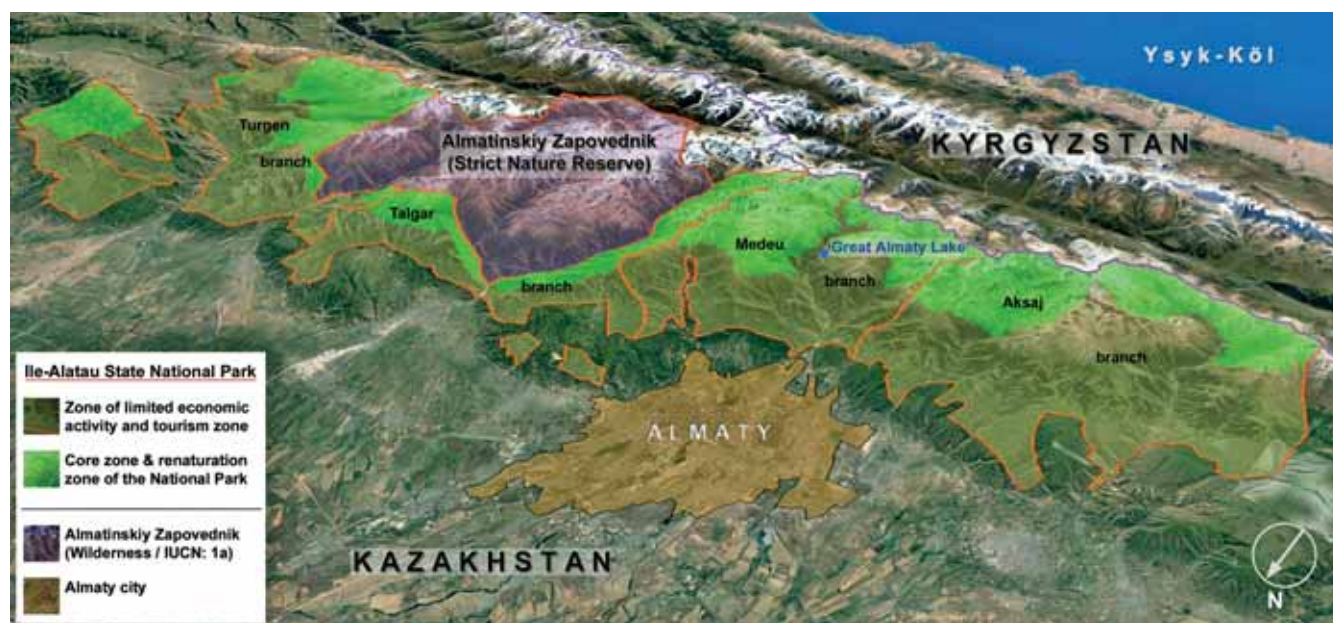 Ysyk-Köl
KYRGYZSTAN
Turgen
branch
Almatinskiy Zapovednik
(Strict Nature Reserve)
Talgar
branch
Medeu
Great Almaty Lake
branch
Aksaj
branch
ALMATY
KAZAKHSTAN
Ile-Alatau State National Park
Zone of limited economic
activity and tourism zone
Core zone & renaturation
zone of the National Park
Almatinskiy Zapovednik
(Wilderness / IUCN: 1a)
Almaty city
N